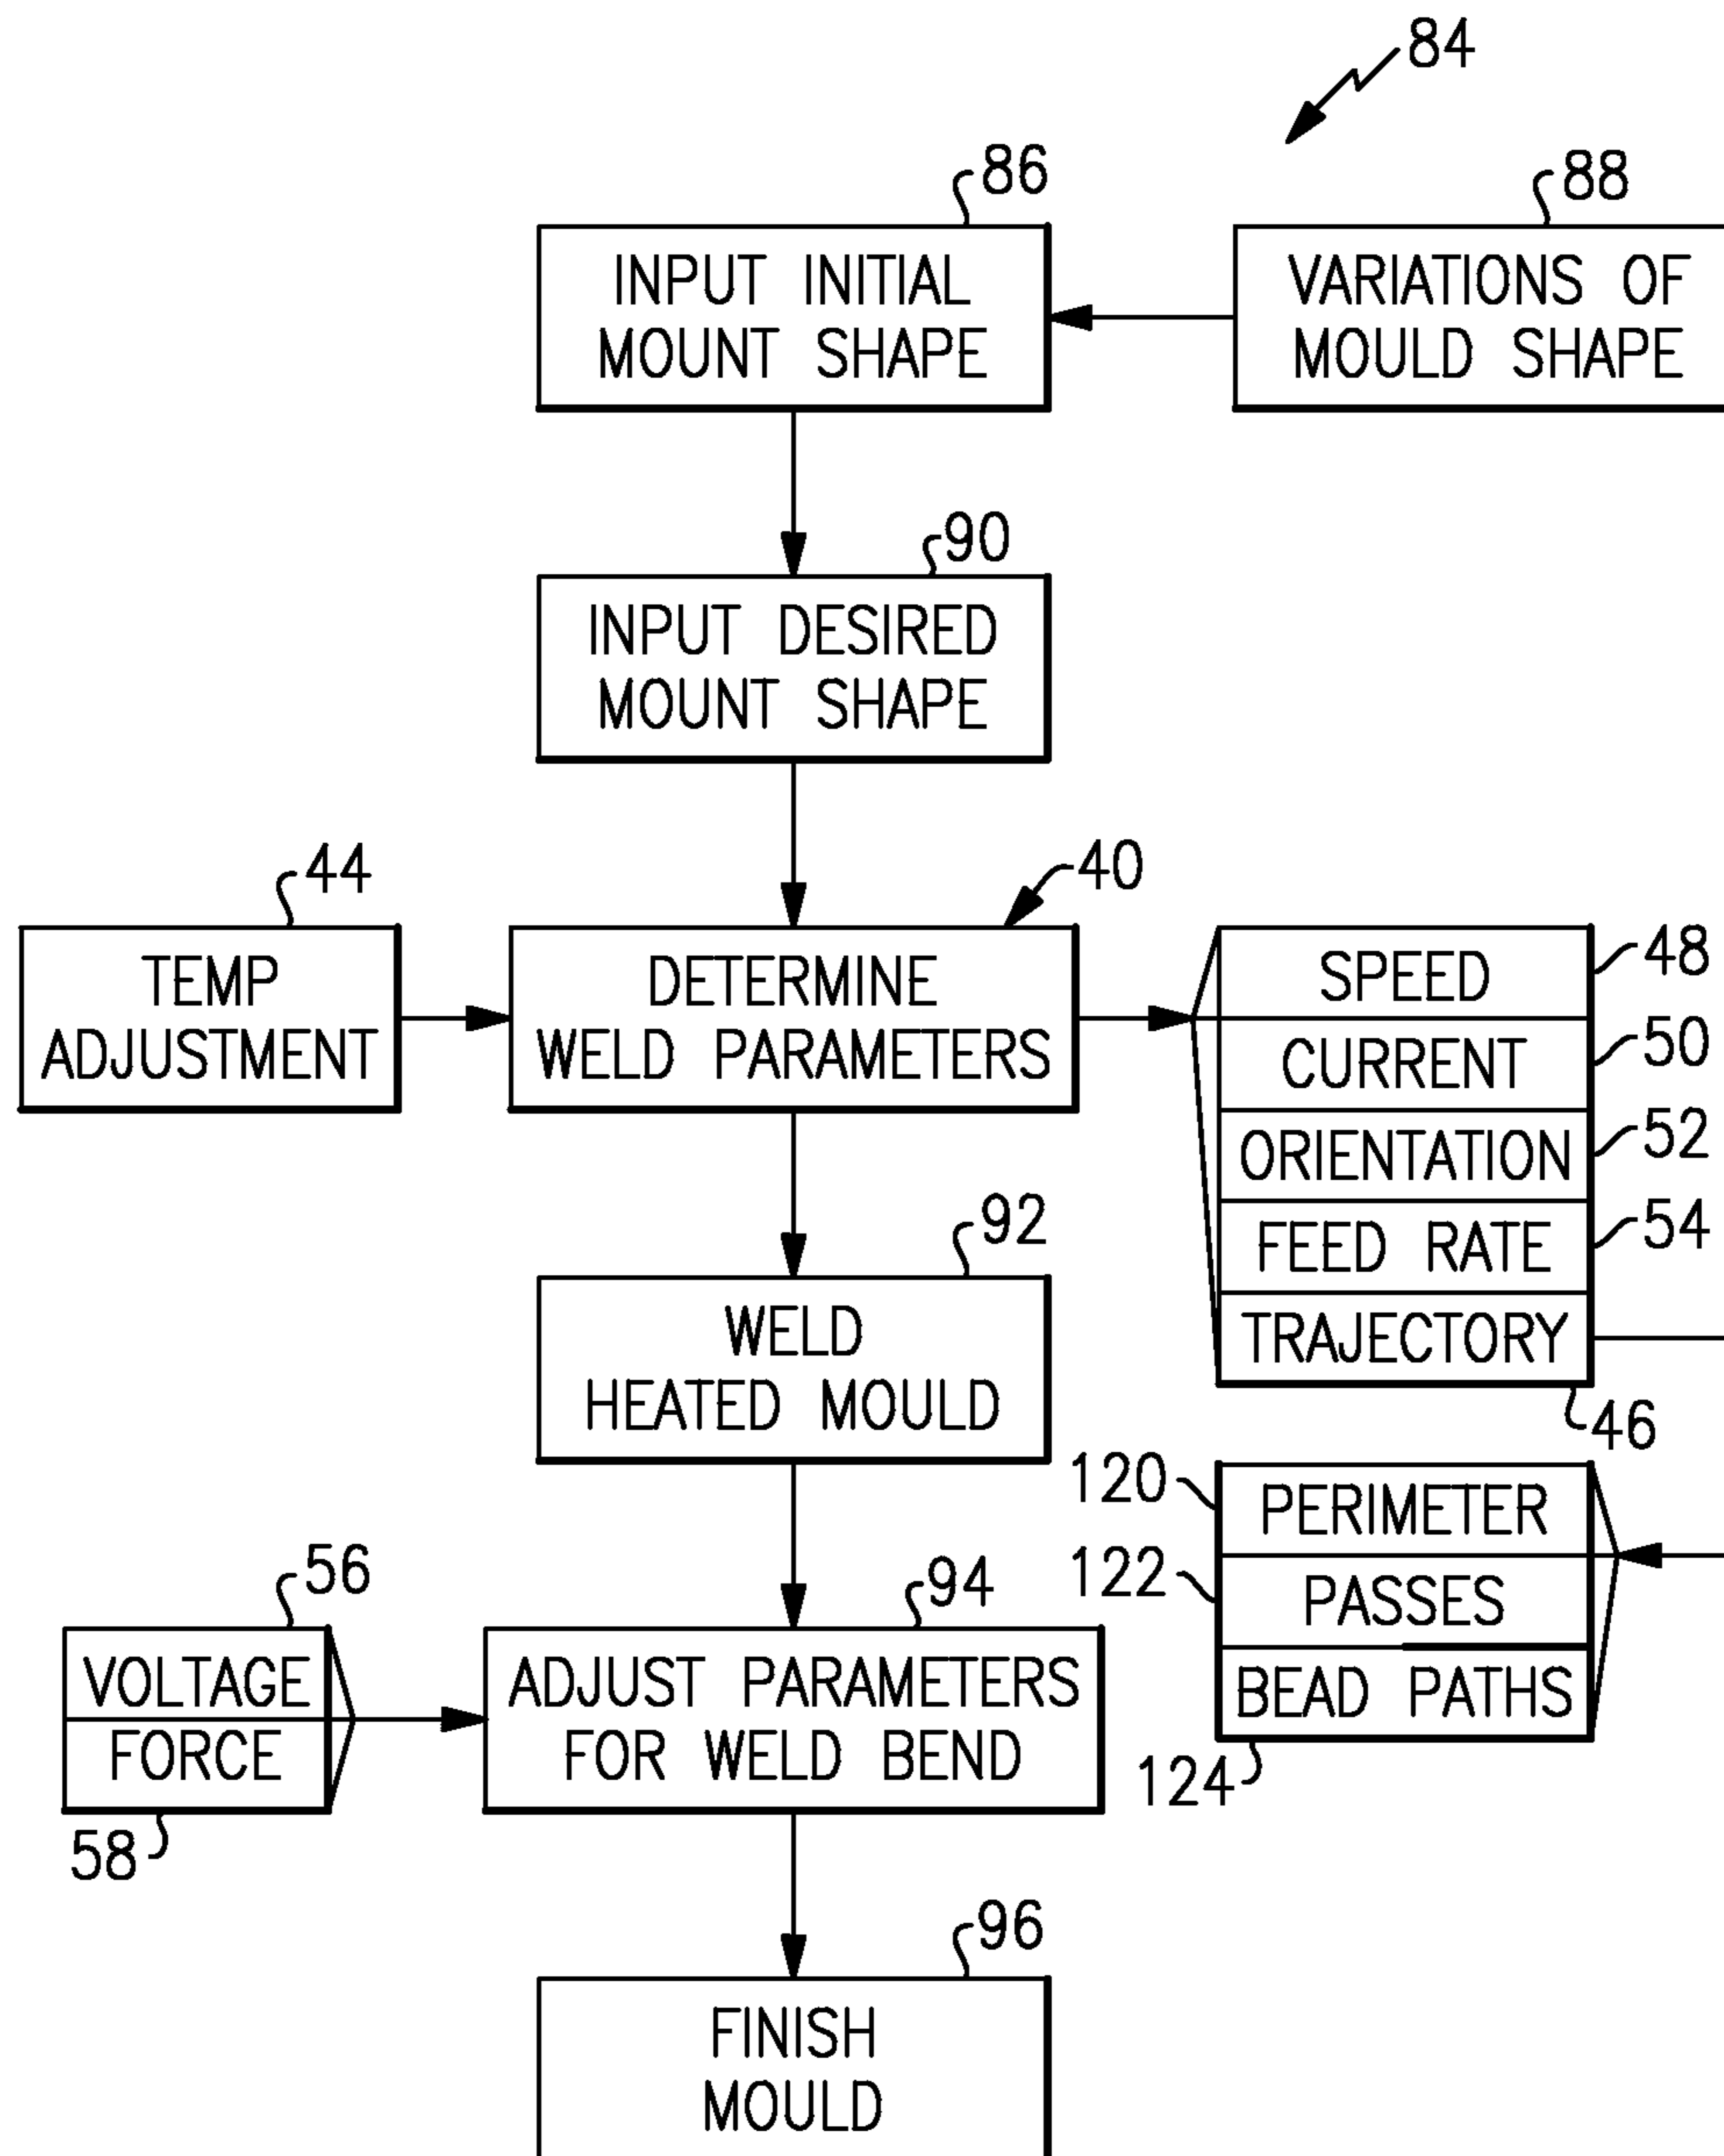 84
86
88
INPUT INITIAL
MOUNT SHAPE
VARIATIONS OF
MOULD SHAPE
90
INPUT DESIRED
MOUNT SHAPE
44
40
TEMP
ADJUSTMENT
DETERMINE
WELD PARAMETERS
SPEED
48
CURRENT
50
ORIENTATION
52
FEED RATE
54
TRAJECTORY
46
92
WELD
HEATED MOULD
120
PERIMETER
122
PASSES
BEAD PATHS
124
56
94
VOLTAGE
FORCE
58
ADJUST PARAMETERS
FOR WELD BEND
96
FINISH
MOULD